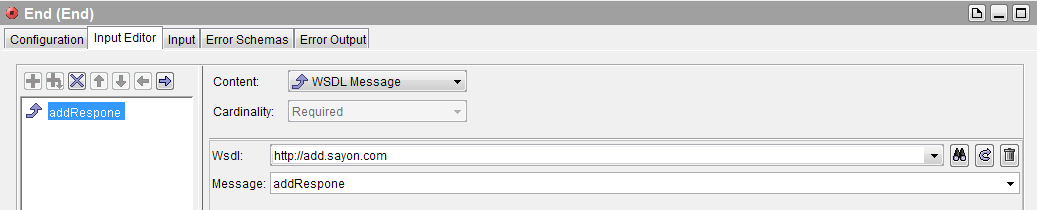 End (End)
Configuration Input Editor Input Error Schemas Error Output
Content: WSDL Message
addRespone
Cardinality: Required
Wsdl: http://add.sayon.com
Message: addRespone